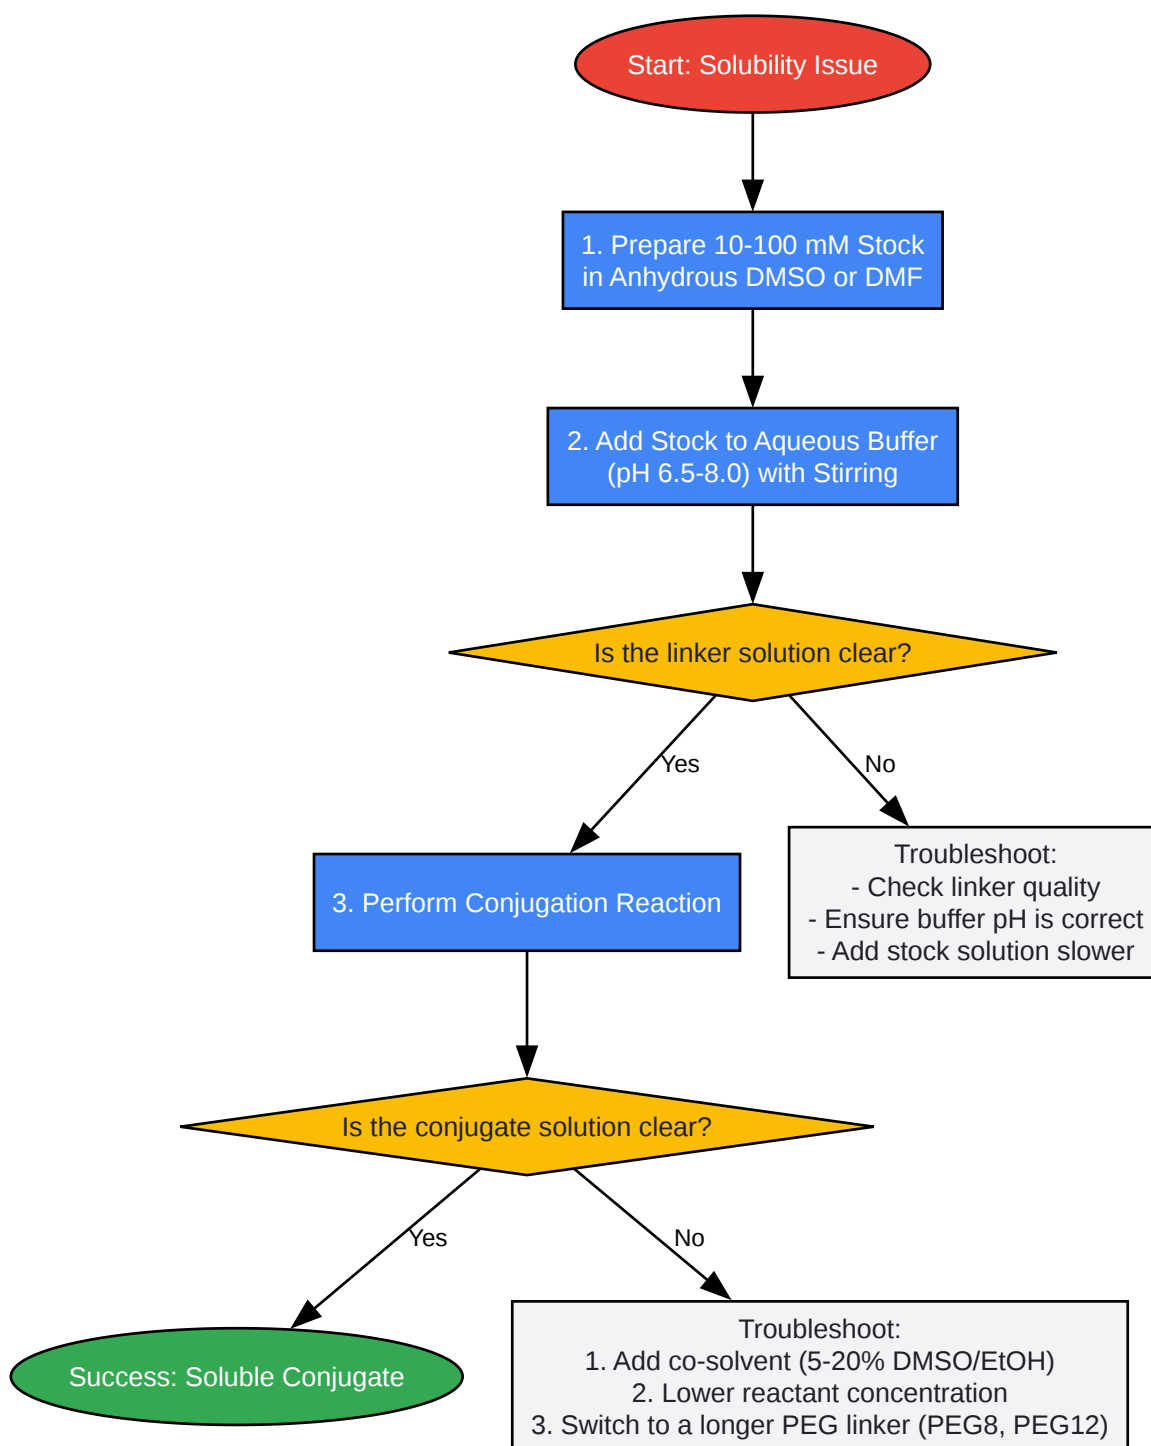 Start: Solubility Issue
1. Prepare 10-100 mM Stock
in Anhydrous DMSO or DMF
2. Add Stock to Aqueous Buffer
(pH 6.5-8.0) with Stirring
Is the linker solution clear?
Yes
No
3. Perform Conjugation Reaction
Troubleshoot:
- Check linker quality
- Ensure buffer pH is correct
- Add stock solution slower
Is the conjugate solution clear?
Yes
No
Success: Soluble Conjugate
Troubleshoot:
1. Add co-solvent (5-20% DMSO/EtOH)
2. Lower reactant concentration
3. Switch to a longer PEG linker (PEG8, PEG12)